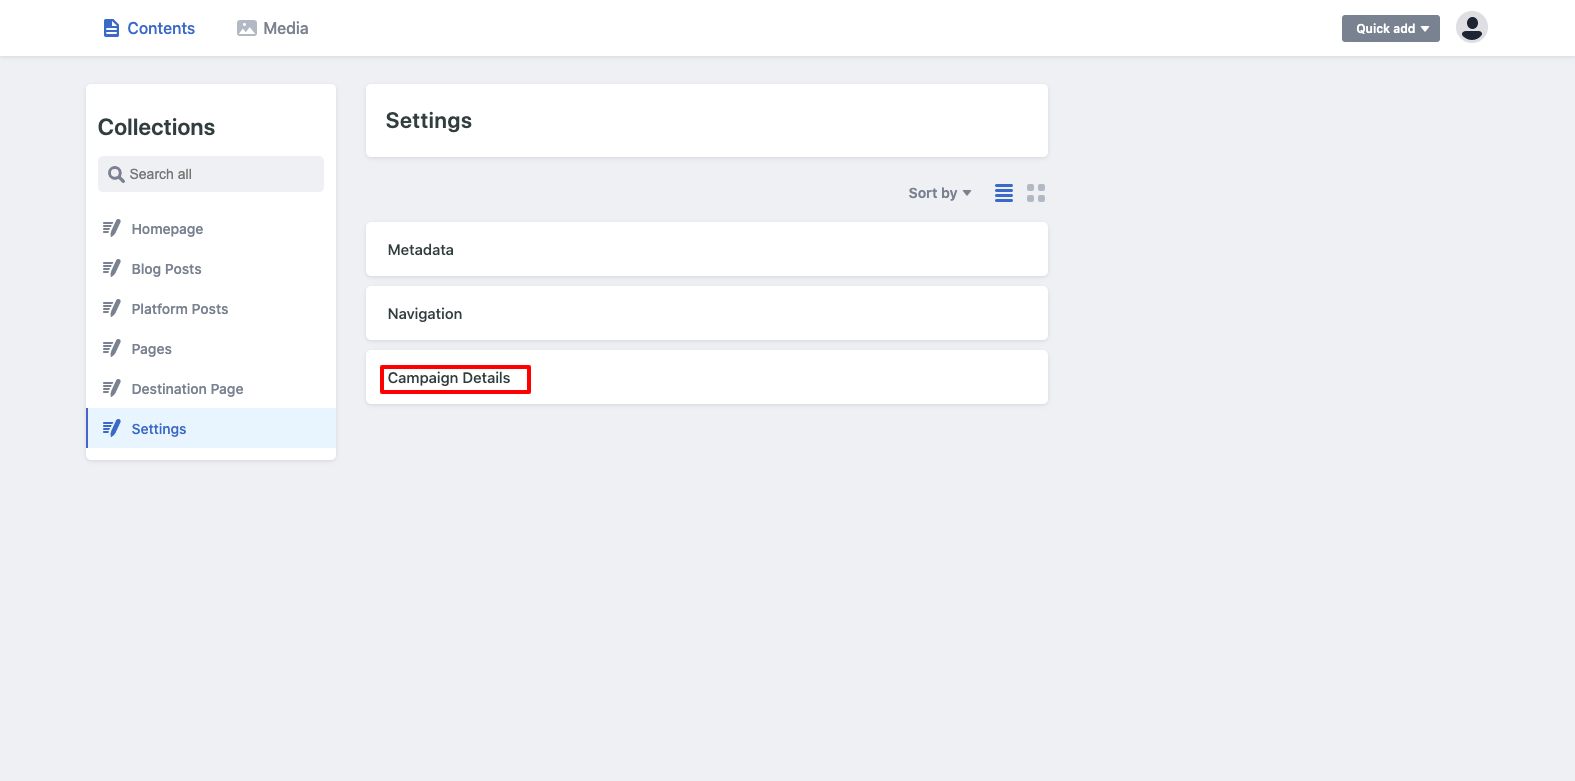 Contents
Media
Quick add
Collections
Search all
Homepage
Blog Posts
Platform Posts
Pages
Destination Page
Settings
Settings
Sort by
Metadata
Navigation
Campaign Details